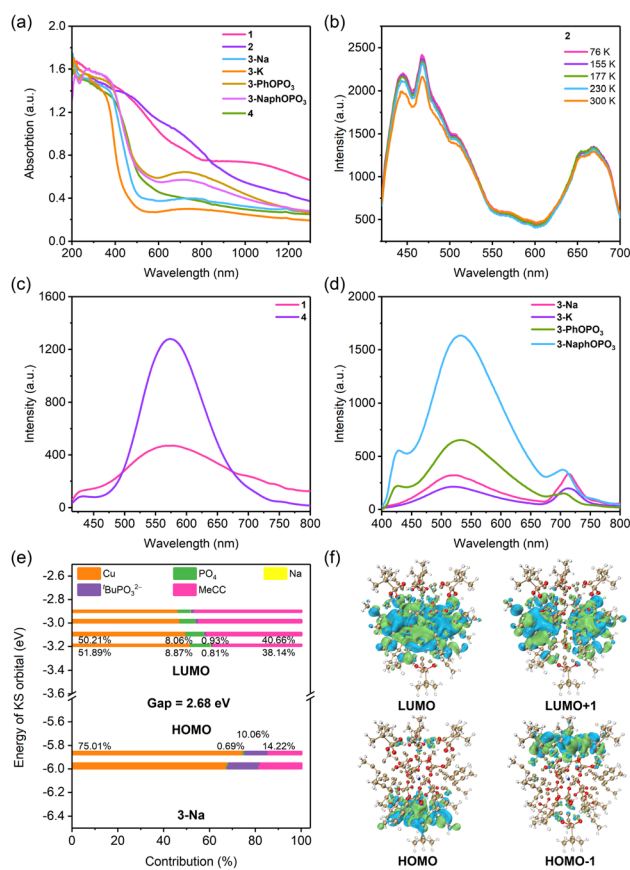 (a)
Absorbtion (a.u.)
2.0
1.6
1.2
0.8
0.4
0.0
200 400 600 800 1000 1200
Wavelength (nm)
1
2
3-Na
3-K
3-PhOPO₃
3-NaphOPO₃
4
(b)
Intensity (a.u.)
2500
2000
1500
1000
500
450 500 550 600 650 700
Wavelength (nm)
2
76 K
155 K
177 K
230 K
300 K
(c)
Intensity (a.u.)
1600
1200
800
400
0
450 500 550 600 650 700 750 800
Wavelength (nm)
1
4
(d)
Intensity (a.u.)
2000
1500
1000
500
0
400 450 500 550 600 650 700 750 800
Wavelength (nm)
3-Na
3-K
3-PhOPO₃
3-NaphOPO₃
(e)
Energy of KS orbital (eV)
Cu PO₄ Na
ᵗBuPO₃²⁻ MeCC
-2.6
-2.8
-3.0
-3.2
-3.4
-3.6
-5.6
-5.8
-6.0
-6.2
-6.4
50.21% 8.06% 0.93% 40.66%
51.89% 8.87% 0.81% 38.14%
LUMO
Gap = 2.68 eV
HOMO
10.06%
75.01% 0.69% 14.22%
3-Na
0 20 40 60 80 100
Contribution (%)
(f)
LUMO LUMO+1
HOMO HOMO-1